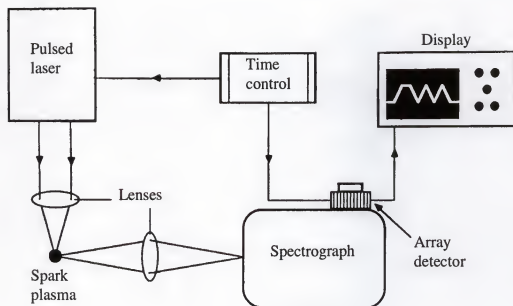 Pulsed
laser
Time
control
Display
Lenses
Spark
plasma
Spectrograph
Array
detector